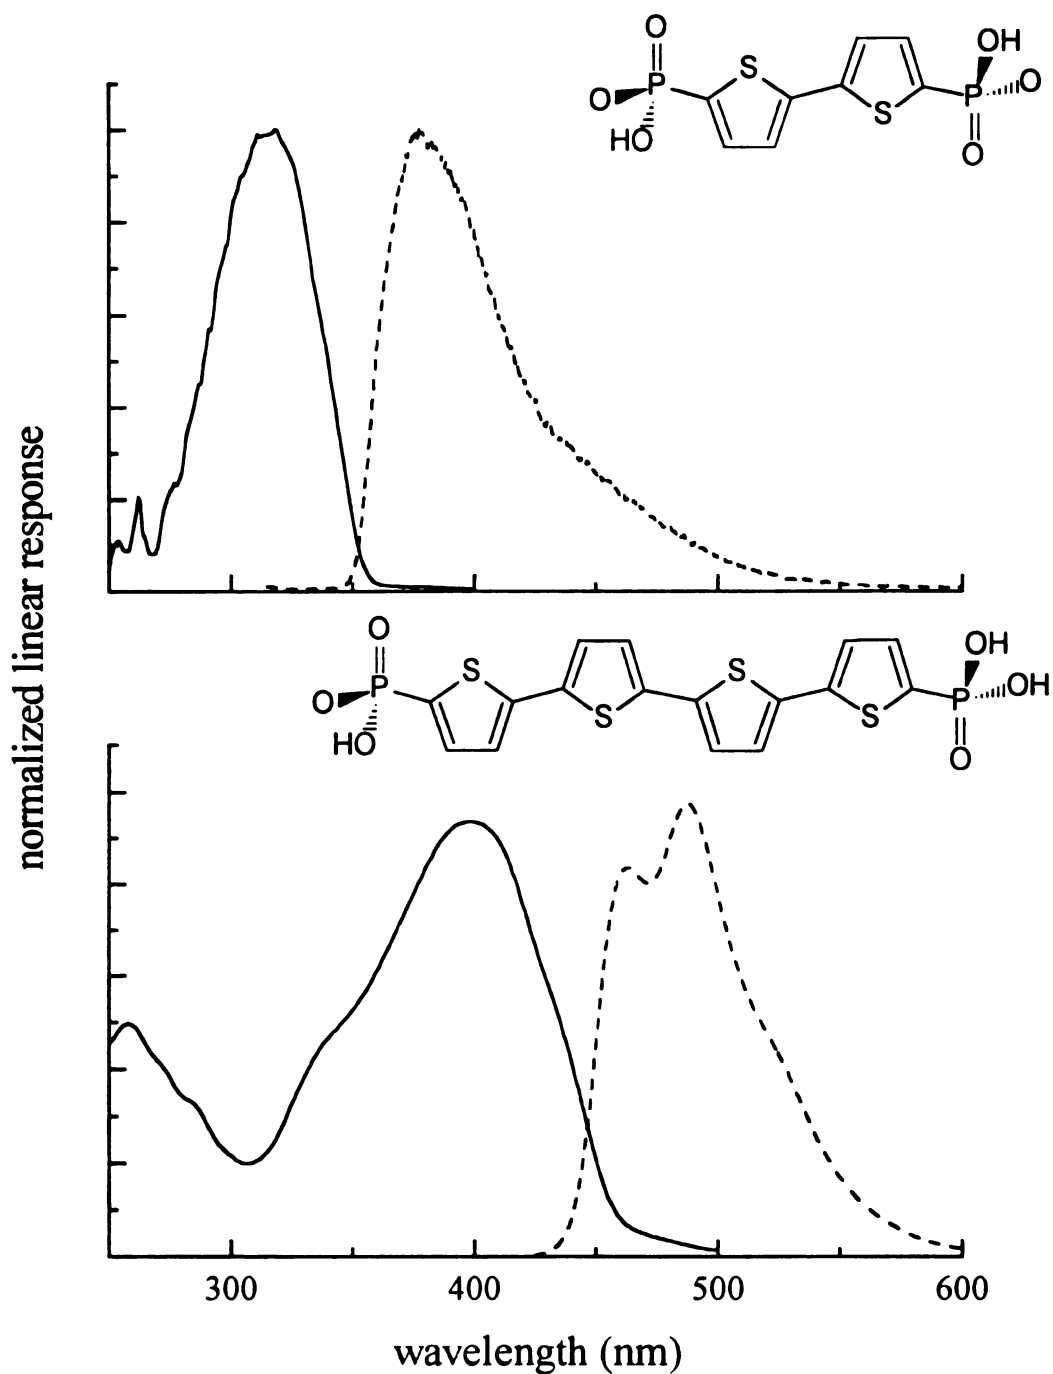 O
OH
S
P
O
P
O
S
HO
O
O
OH
S
S
P
P
OH
O
S
S
HO
O
normalized linear response
300 400 500 600
wavelength (nm)